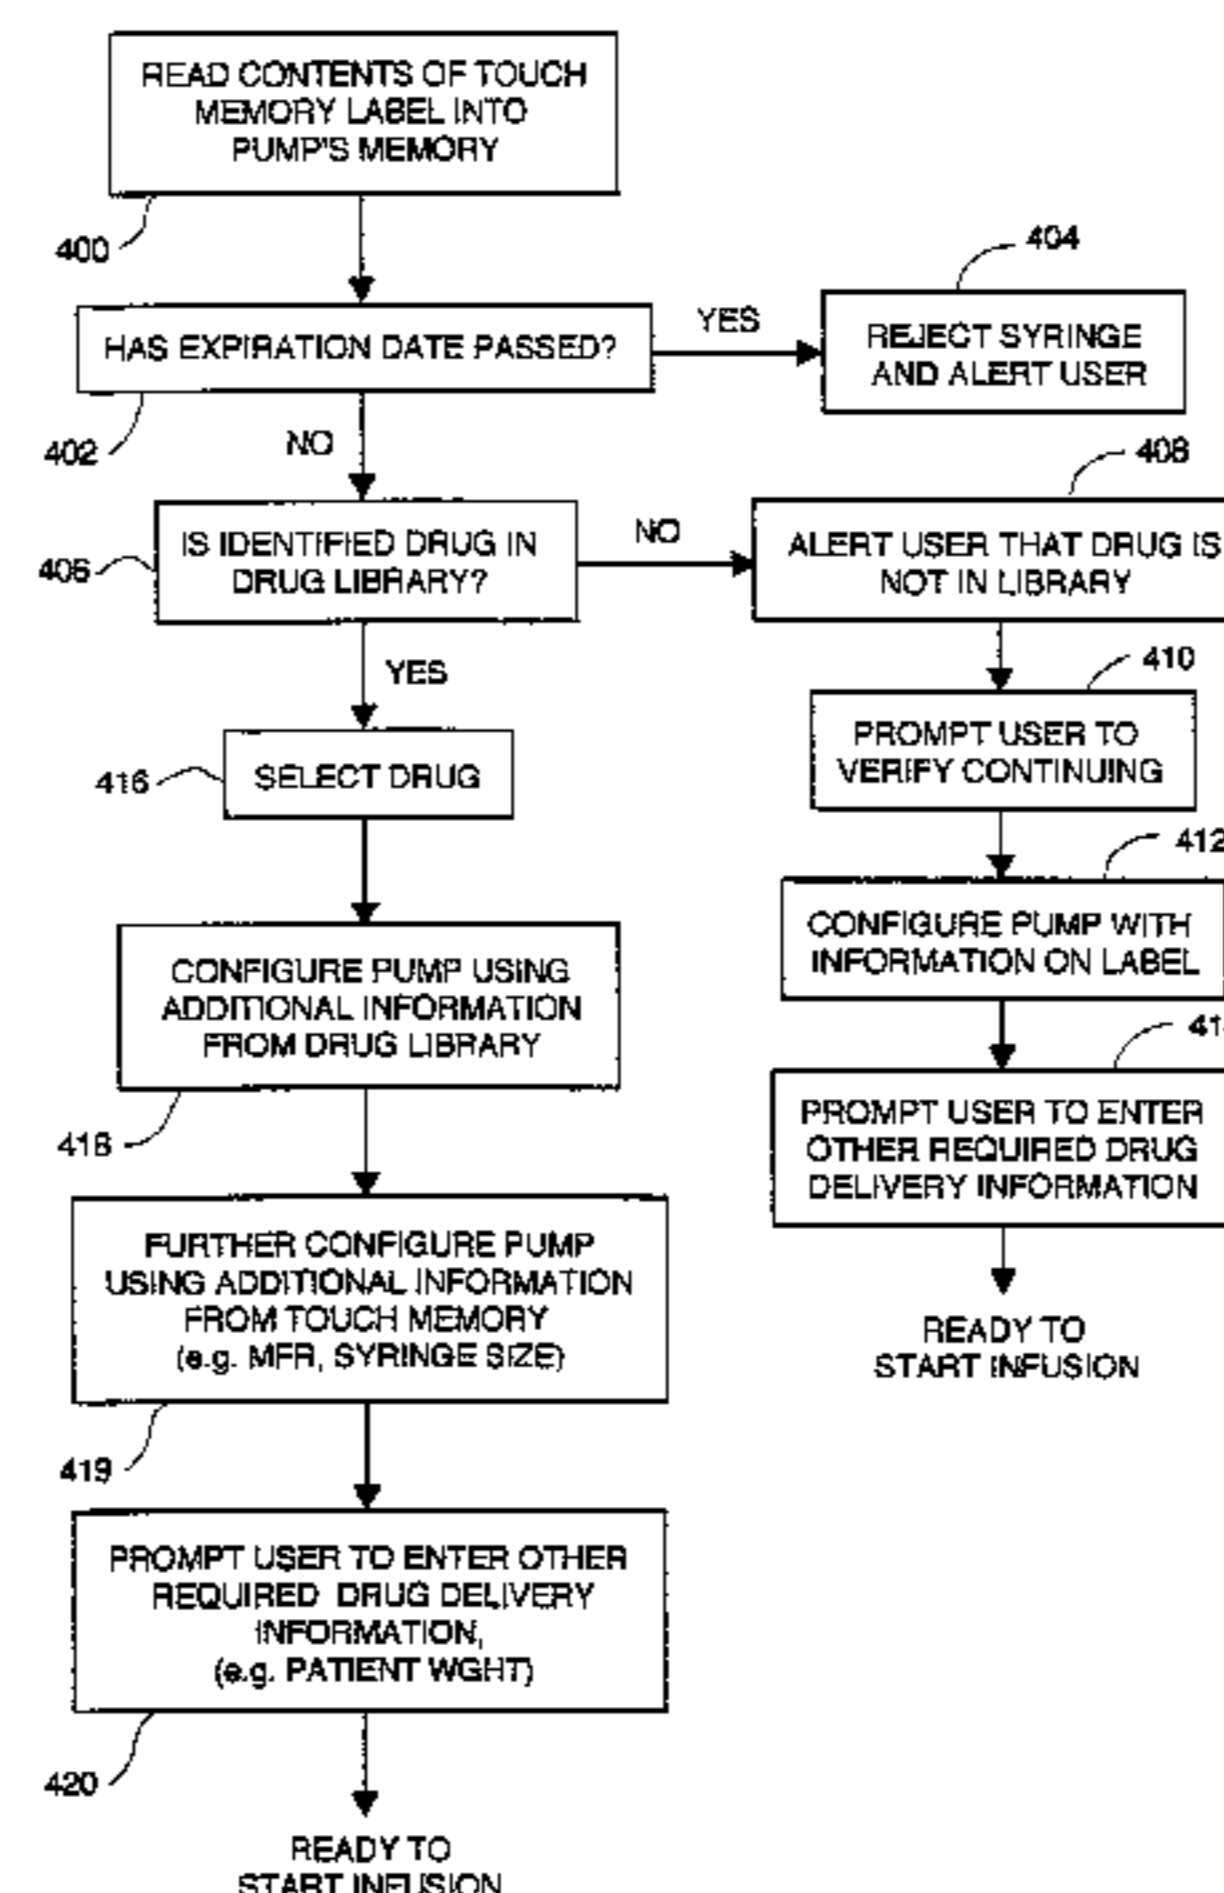 READ CONTENTS OF TOUCH
MEMORY LABEL INTO
PUMP'S MEMORY
400
HAS EXPIRATION DATE PASSED?
402
YES
404
REJECT SYRINGE
AND ALERT USER
NO
IS IDENTIFIED DRUG IN
DRUG LIBRARY?
406
NO
408
ALERT USER THAT DRUG IS
NOT IN LIBRARY
410
PROMPT USER TO
VERIFY CONTINUING
412
CONFIGURE PUMP WITH
INFORMATION ON LABEL
PROMPT USER TO ENTER
OTHER REQUIRED DRUG
DELIVERY INFORMATION
READY TO
START INFUSION
YES
416
SELECT DRUG
CONFIGURE PUMP USING
ADDITIONAL INFORMATION
FROM DRUG LIBRARY
418
FURTHER CONFIGURE PUMP
USING ADDITIONAL INFORMATION
FROM TOUCH MEMORY
(e.g. MFR, SYRINGE SIZE)
419
PROMPT USER TO ENTER OTHER
REQUIRED DRUG DELIVERY
INFORMATION,
(e.g. PATIENT WGHT)
420
READY TO
START INFUSION